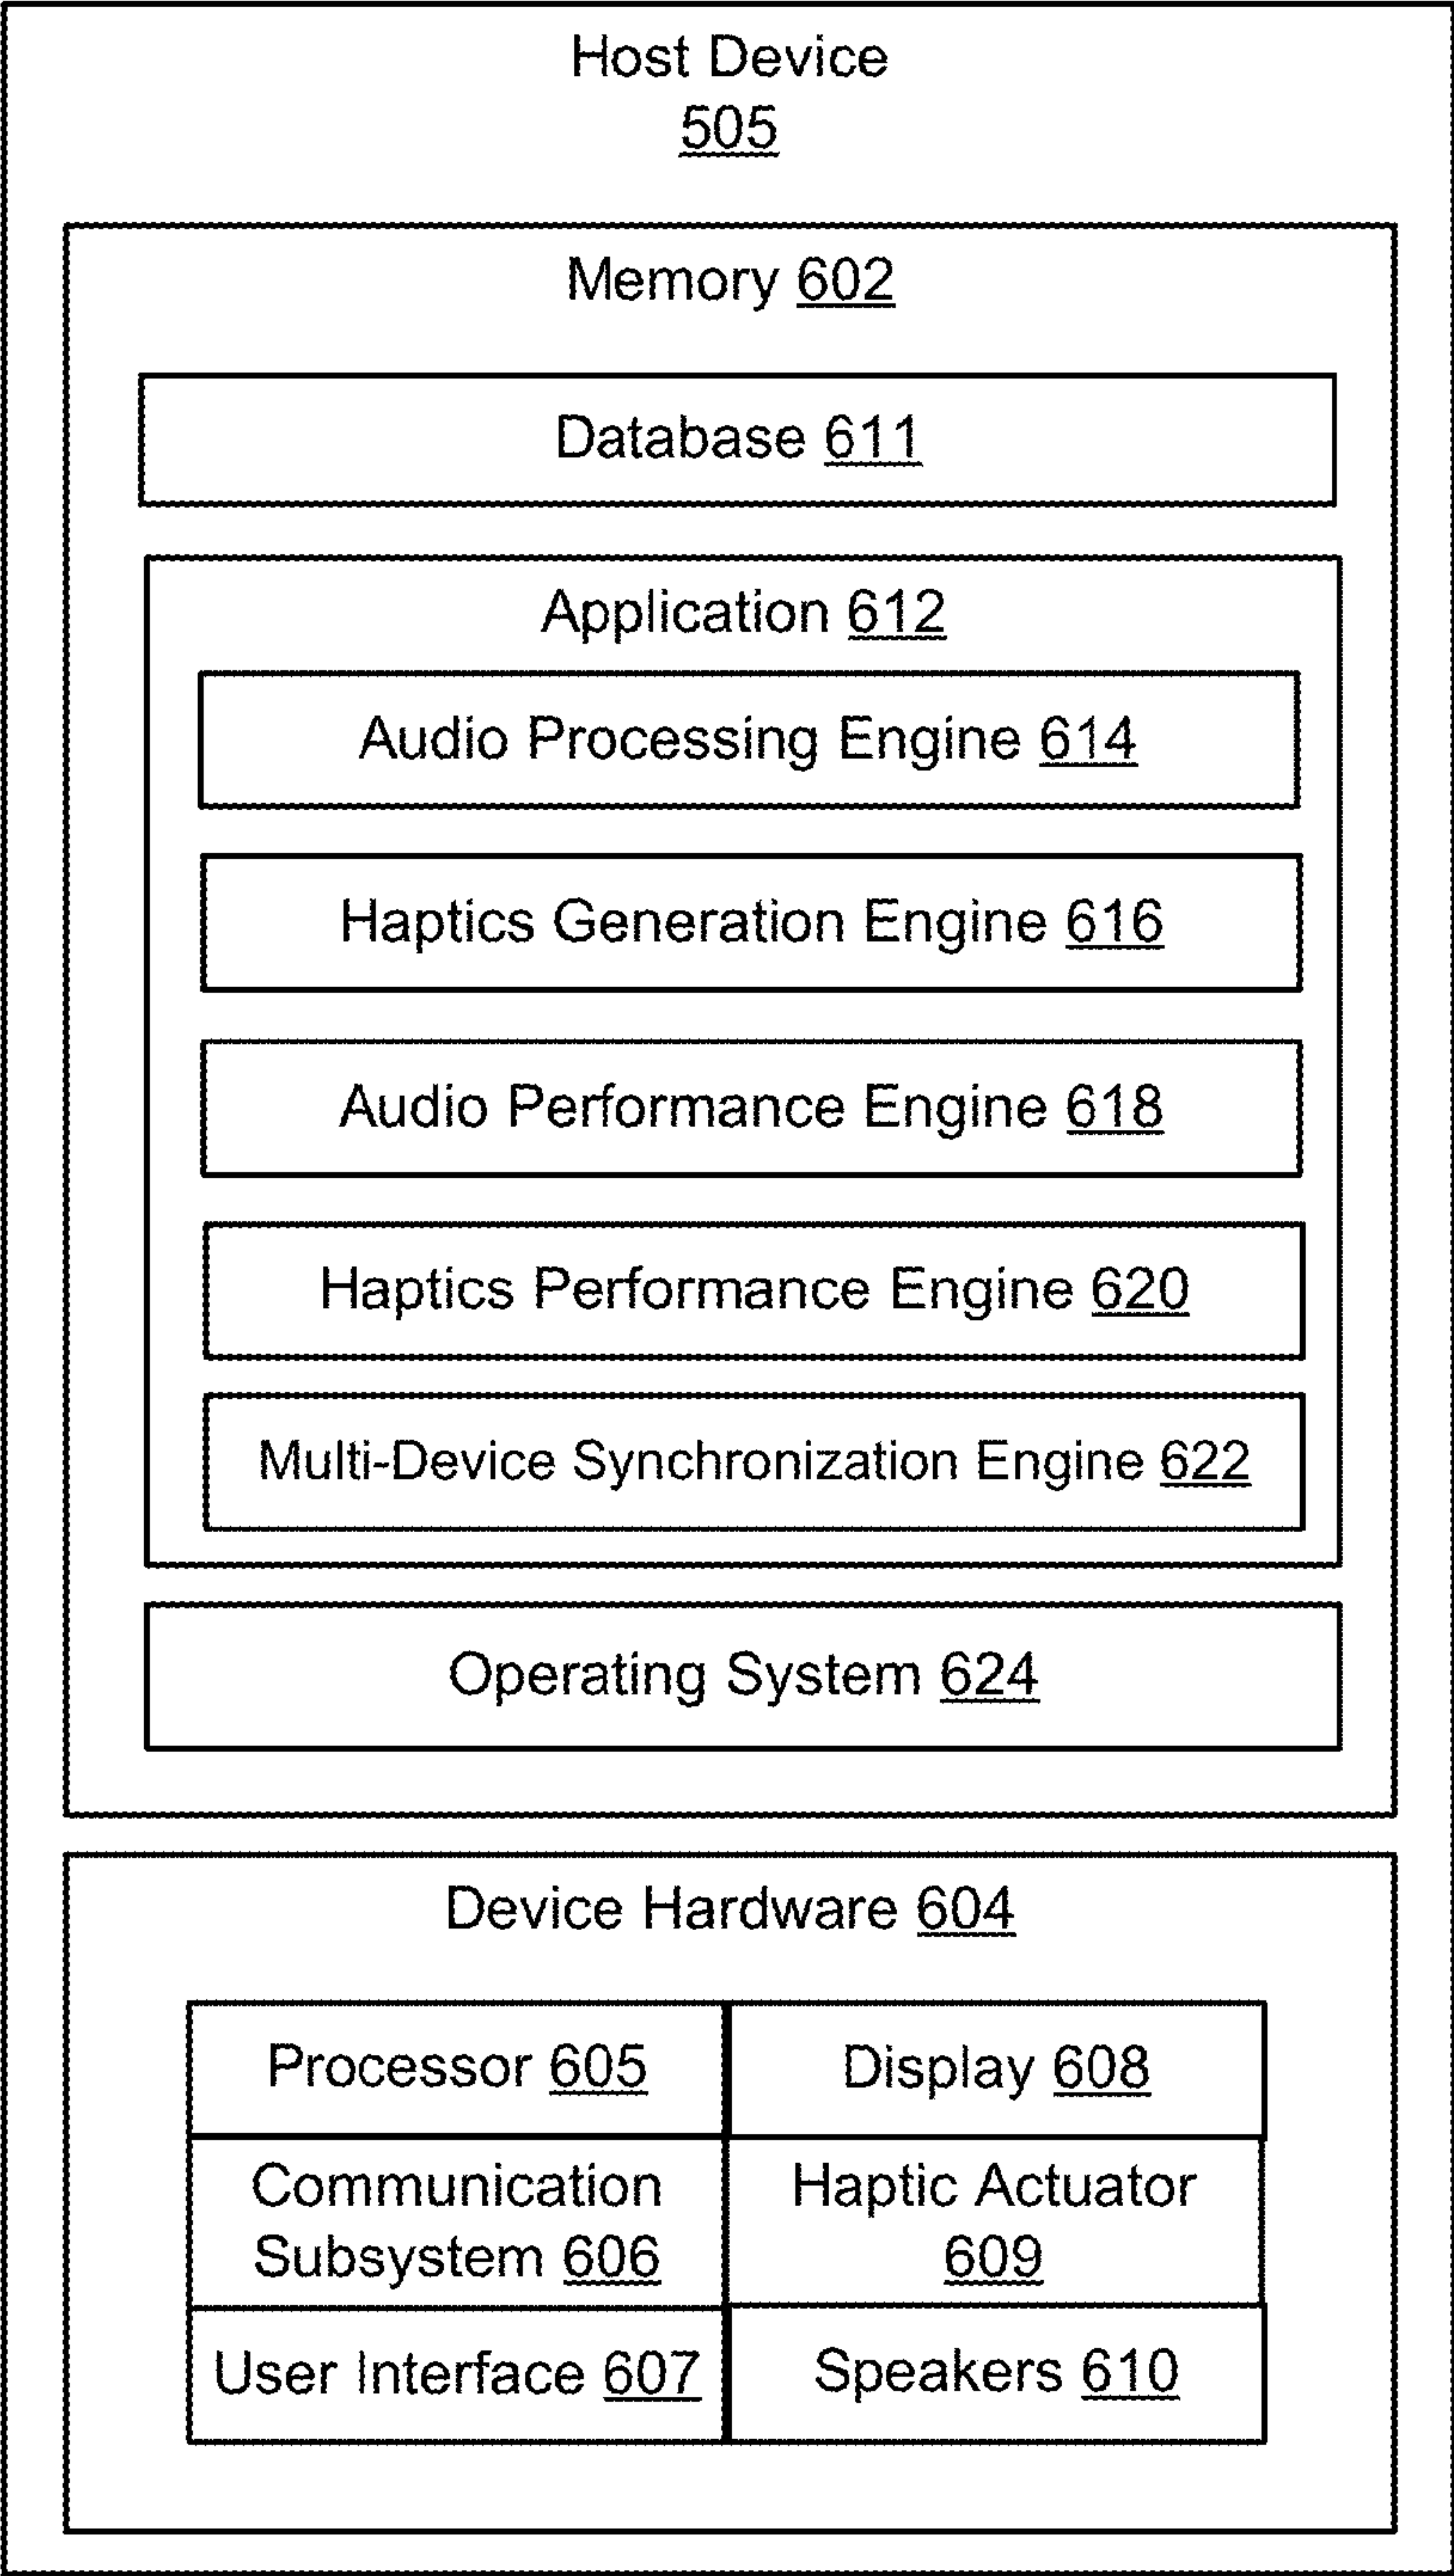 Host Device
505
Memory 602
Database 611
Application 612
Audio Processing Engine 614
Haptics Generation Engine 616
Audio Performance Engine 618
Haptics Performance Engine 620
Multi-Device Synchronization Engine 622
Operating System 624
Device Hardware 604
Processor 605
Display 608
Communication
Subsystem 606
Haptic Actuator
609
User Interface 607
Speakers 610